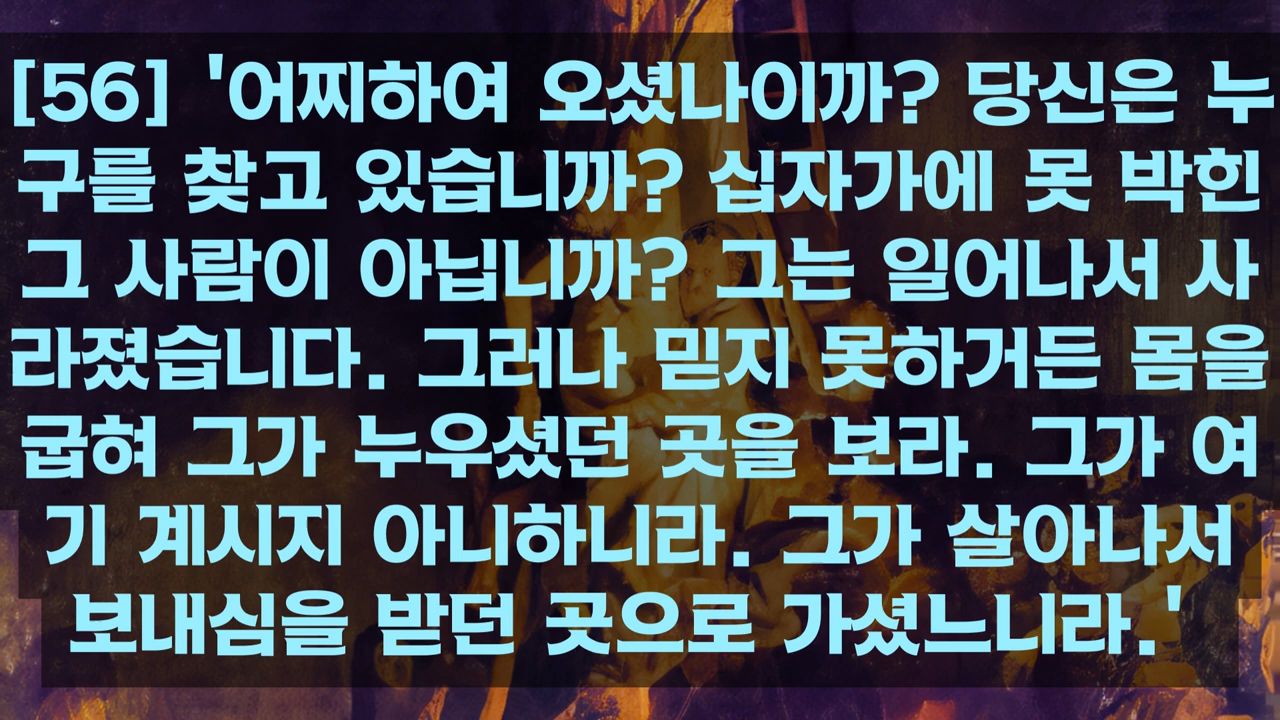 [56] '어찌하여 오셨나이까? 당신은 누
구를 찾고 있습니까? 십자가에 못 박힌
그 사람이 아닙니까? 그는 일어나서 사
라졌습니다. 그러나 믿지 못하거든 몸을
굽혀 그가 누우셨던 곳을 보라. 그가 여
기 계시지 아니하니라. 그가 살아나서
보내심을 받던 곳으로 가셨느니라.'